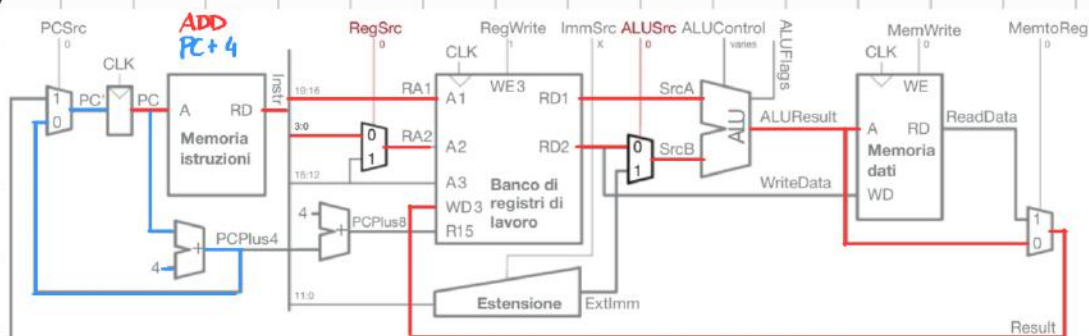 ADD
PC+4
PCSrc
0
RegSrc
0
RegWrite
1
ImmSrc
X
ALUSrc
0
ALUControl
varies
ALUFlags
MemWrite
0
MemtoReg
0
CLK
CLK
CLK
1
0
PC'
PC
A
RD
Memoria
istruzioni
Instr
19:16
3:0
15:12
11:0
0
1
RA1
RA2
A1
A2
A3
WD3
R15
WE3
RD1
RD2
Banco di
registri di
lavoro
0
1
SrcA
SrcB
ALU
ALUResult
WriteData
A
RD
WE
WD
Memoria
dati
ReadData
1
0
4
+
PCPlus4
4
+
PCPlus8
Estensione
ExtImm
Result